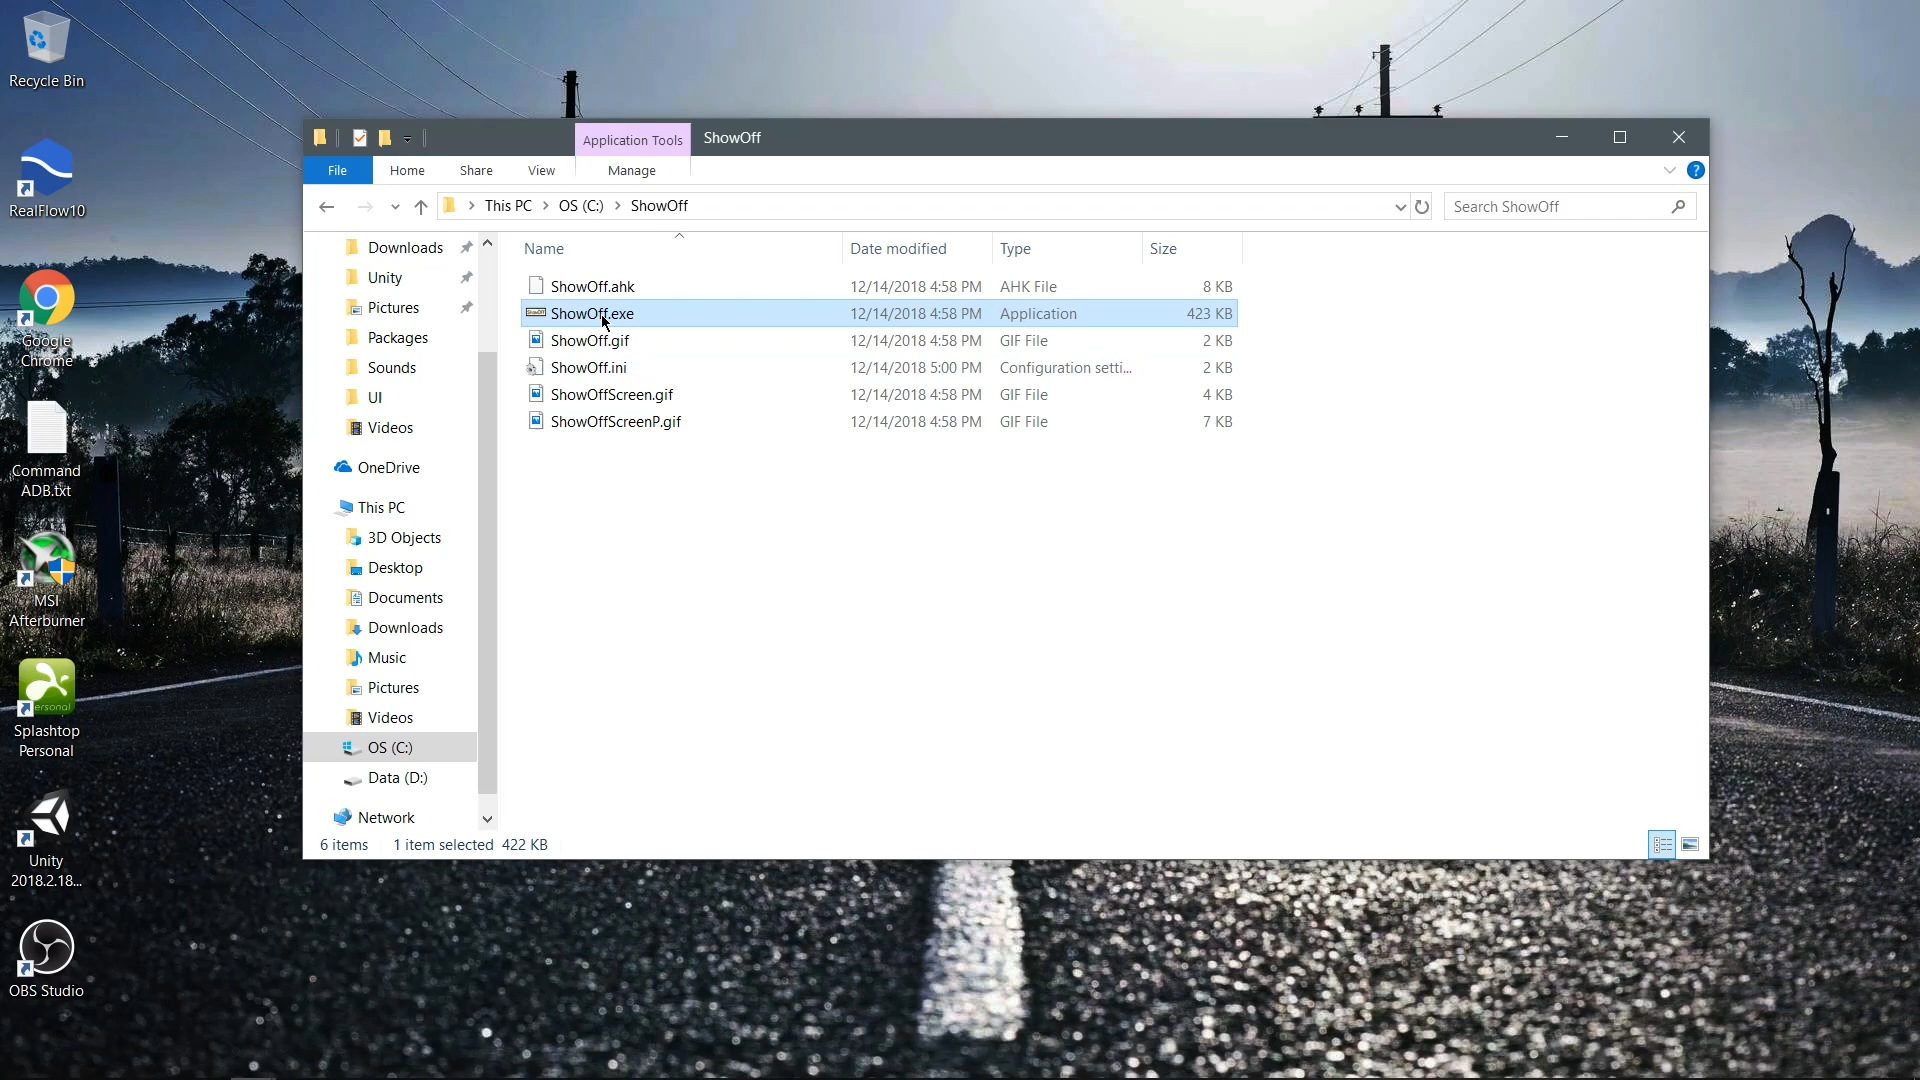 Recycle Bin
RealFlow10
Google
Chrome
Command
ADB.txt
MSI
Afterburner
Splashtop
Personal
Unity
2018.2.18...
OBS Studio
Application Tools
ShowOff
File
Home
Share
View
Manage
This PC
OS (C:)
ShowOff
Search ShowOff
Downloads
Unity
Pictures
Packages
Sounds
UI
Videos
OneDrive
This PC
3D Objects
Desktop
Documents
Downloads
Music
Pictures
Videos
OS (C:)
Data (D:)
Network
Name Date modified Type Size
ShowOff.ahk 12/14/2018 4:58 PM AHK File 8 KB
ShowOff.exe 12/14/2018 4:58 PM Application 423 KB
ShowOff.gif 12/14/2018 4:58 PM GIF File 2 KB
ShowOff.ini 12/14/2018 5:00 PM Configuration setti... 2 KB
ShowOffScreen.gif 12/14/2018 4:58 PM GIF File 4 KB
ShowOffScreenP.gif 12/14/2018 4:58 PM GIF File 7 KB
6 items 1 item selected 422 KB